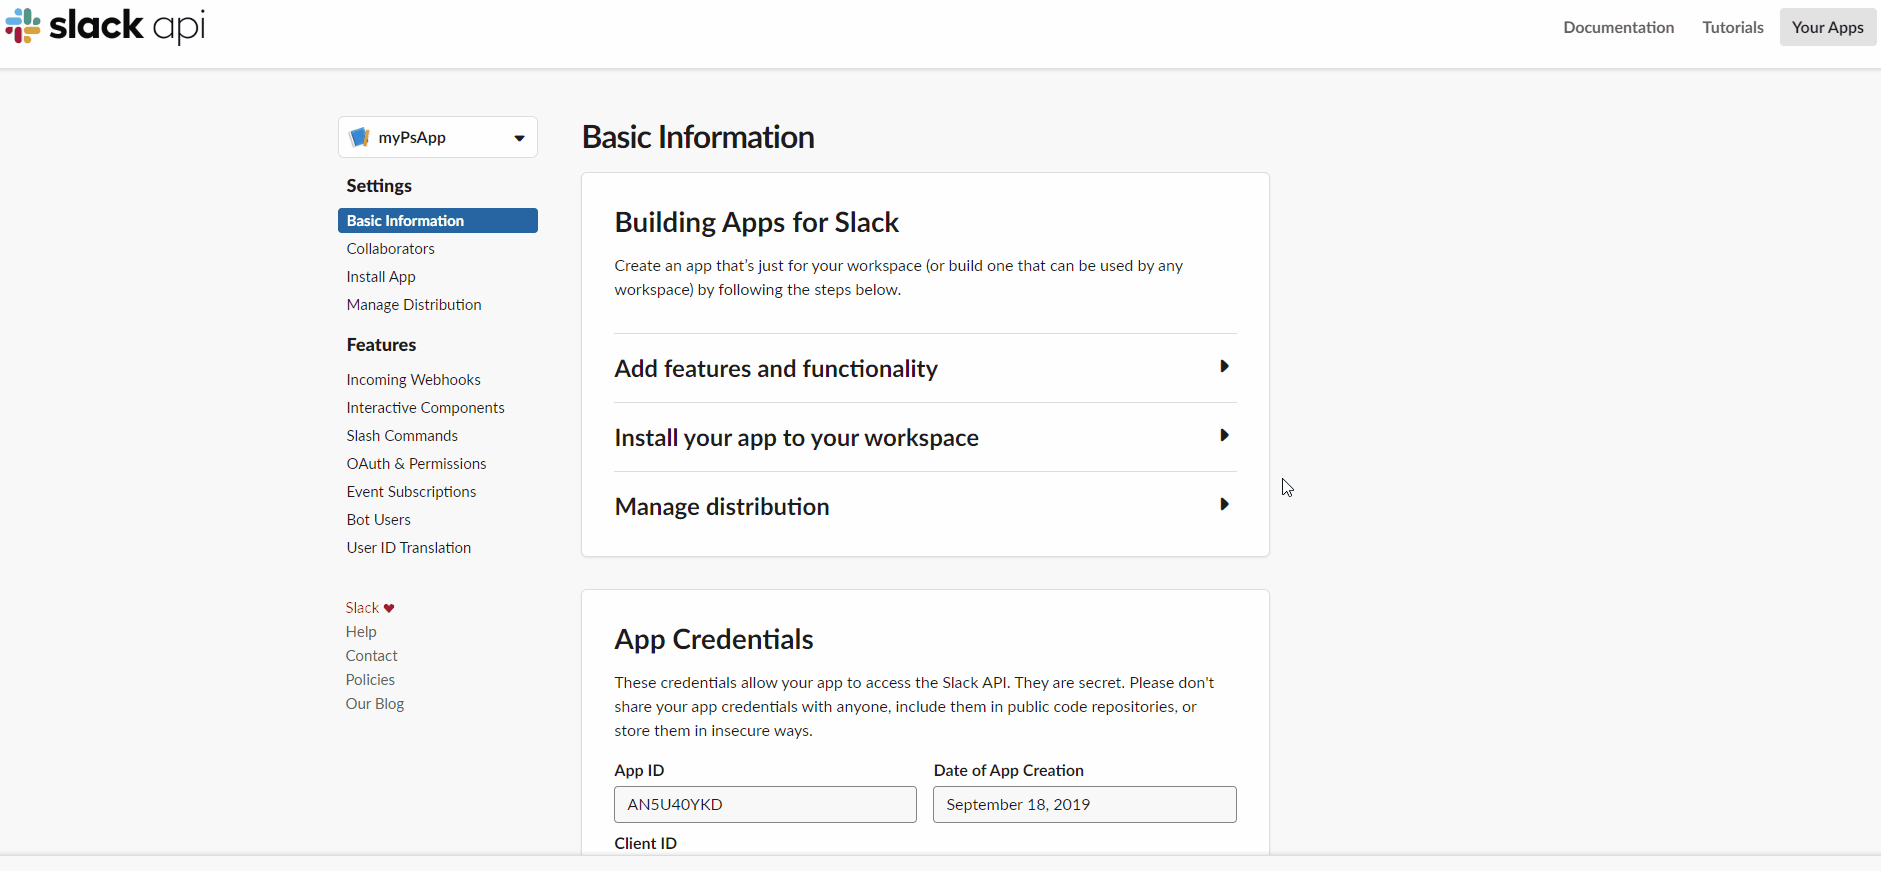 slack api
Documentation
Tutorials
Your Apps
myPsApp
Settings
Basic Information
Collaborators
Install App
Manage Distribution
Features
Incoming Webhooks
Interactive Components
Slash Commands
OAuth & Permissions
Event Subscriptions
Bot Users
User ID Translation
Slack ♥
Help
Contact
Policies
Our Blog
Basic Information
Building Apps for Slack
Create an app that's just for your workspace (or build one that can be used by any
workspace) by following the steps below.
Add features and functionality
Install your app to your workspace
Manage distribution
App Credentials
These credentials allow your app to access the Slack API. They are secret. Please don't
share your app credentials with anyone, include them in public code repositories, or
store them in insecure ways.
App ID
AN5U40YKD
Date of App Creation
September 18, 2019
Client ID